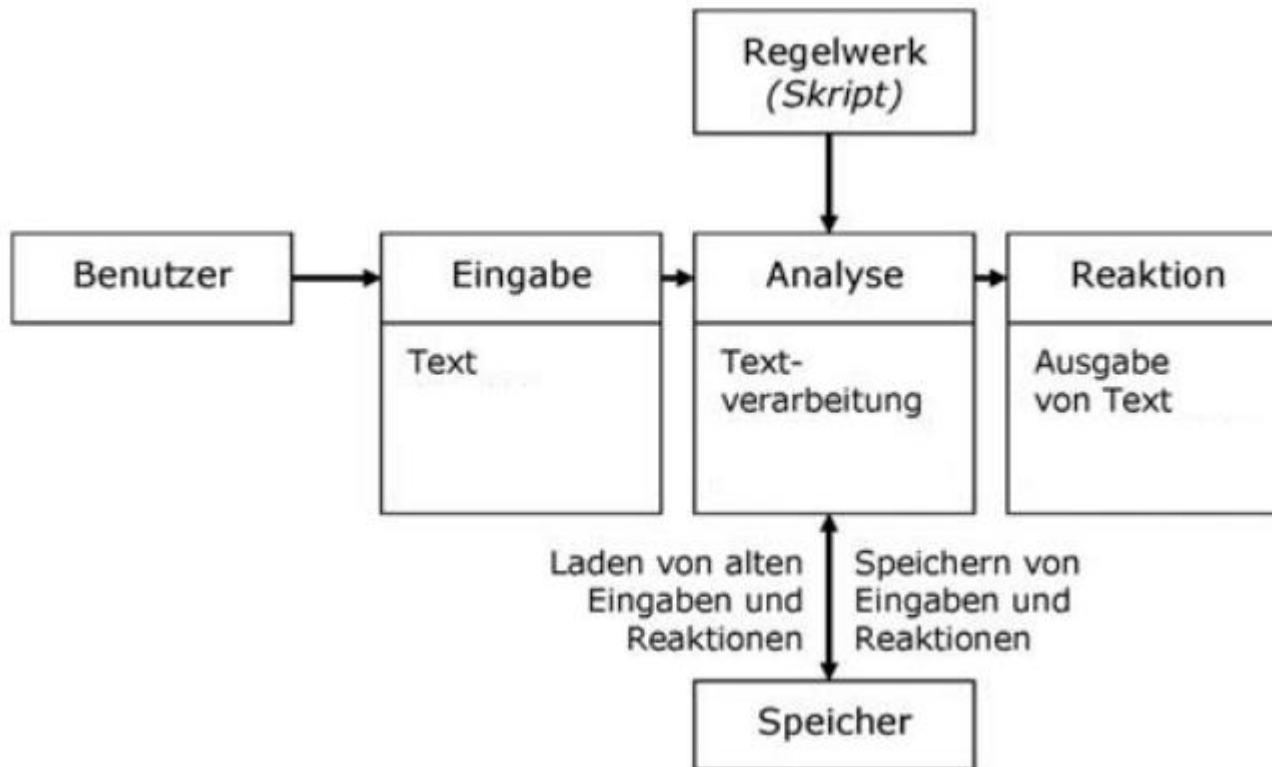 Regelwerk
(Skript)
Benutzer
Eingabe
Analyse
Reaktion
Text
Text-
verarbeitung
Ausgabe
von Text
Laden von alten
Eingaben und
Reaktionen
Speichern von
Eingaben und
Reaktionen
Speicher